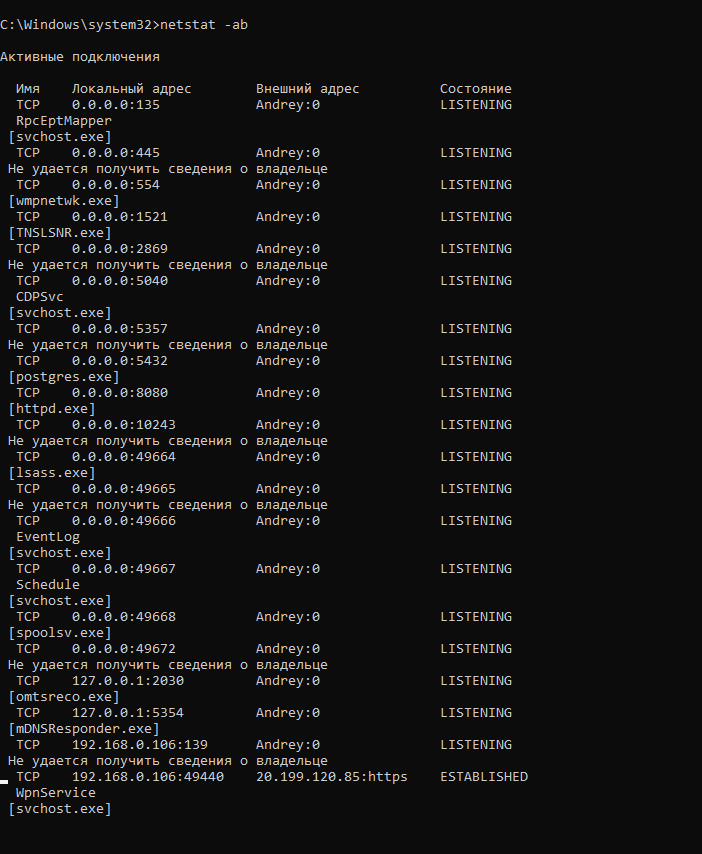 C:\Windows\system32>netstat -ab
Активные подключения
Имя Локальный адрес Внешний адрес Состояние
TCP 0.0.0.0:135 Andrey:0 LISTENING
RpcEptMapper
[svchost.exe]
TCP 0.0.0.0:445 Andrey:0 LISTENING
Не удается получить сведения о владельце
TCP 0.0.0.0:554 Andrey:0 LISTENING
[wmpnetwk.exe]
TCP 0.0.0.0:1521 Andrey:0 LISTENING
[TNSLSNR.exe]
TCP 0.0.0.0:2869 Andrey:0 LISTENING
Не удается получить сведения о владельце
TCP 0.0.0.0:5040 Andrey:0 LISTENING
CDPSvc
[svchost.exe]
TCP 0.0.0.0:5357 Andrey:0 LISTENING
Не удается получить сведения о владельце
TCP 0.0.0.0:5432 Andrey:0 LISTENING
[postgres.exe]
TCP 0.0.0.0:8080 Andrey:0 LISTENING
[httpd.exe]
TCP 0.0.0.0:10243 Andrey:0 LISTENING
Не удается получить сведения о владельце
TCP 0.0.0.0:49664 Andrey:0 LISTENING
[lsass.exe]
TCP 0.0.0.0:49665 Andrey:0 LISTENING
Не удается получить сведения о владельце
TCP 0.0.0.0:49666 Andrey:0 LISTENING
EventLog
[svchost.exe]
TCP 0.0.0.0:49667 Andrey:0 LISTENING
Schedule
[svchost.exe]
TCP 0.0.0.0:49668 Andrey:0 LISTENING
[spoolsv.exe]
TCP 0.0.0.0:49672 Andrey:0 LISTENING
Не удается получить сведения о владельце
TCP 127.0.0.1:2030 Andrey:0 LISTENING
[omtsreco.exe]
TCP 127.0.0.1:5354 Andrey:0 LISTENING
[mDNSResponder.exe]
TCP 192.168.0.106:139 Andrey:0 LISTENING
Не удается получить сведения о владельце
TCP 192.168.0.106:49440 20.199.120.85:https ESTABLISHED
WpnService
[svchost.exe]